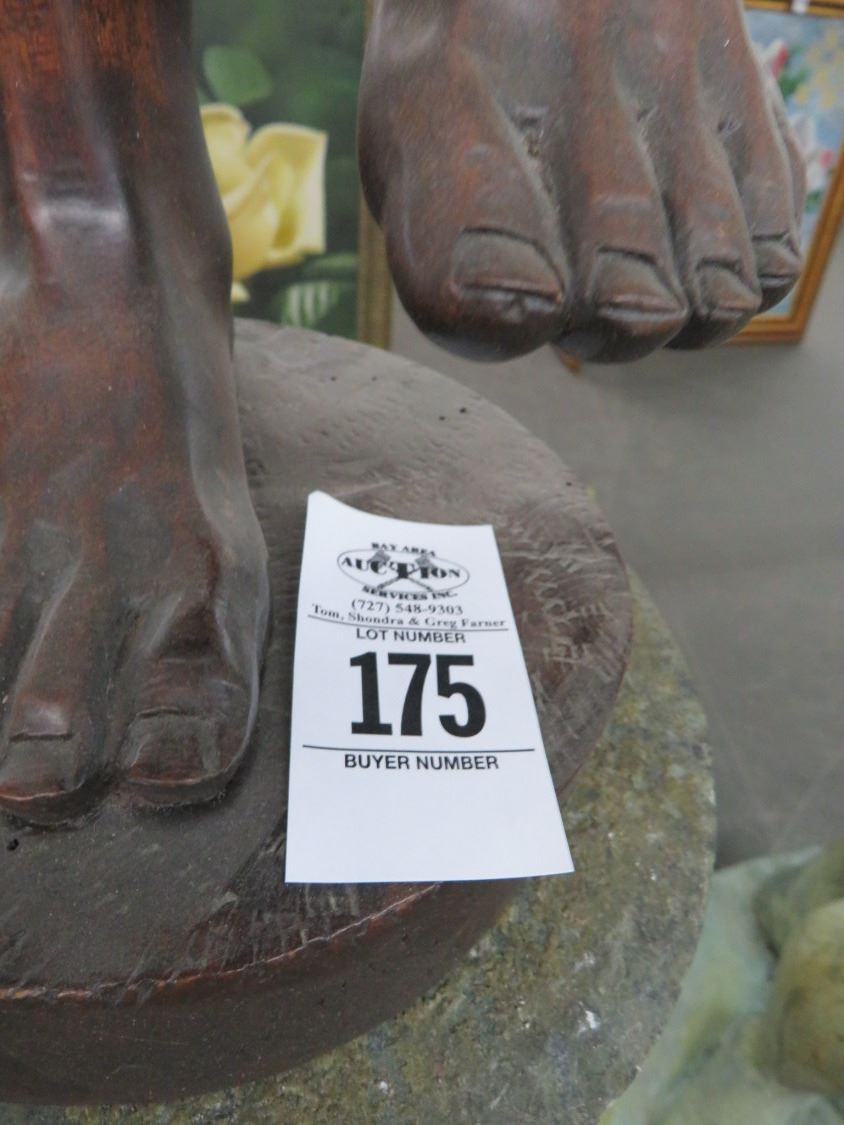 BAY AREA
AUCTION
SERVICES INC.
(727) 548-9303
Tom, Shondra & Greg Farner
LOT NUMBER
175
BUYER NUMBER